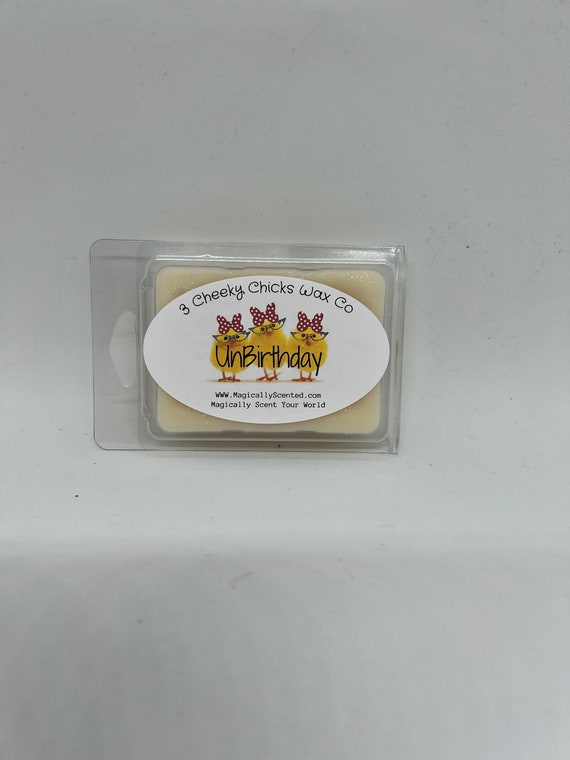 3 Cheeky Chicks Wax Co
UnBirthday
WWW.MagicallyScented.com
Magically Scent Your World